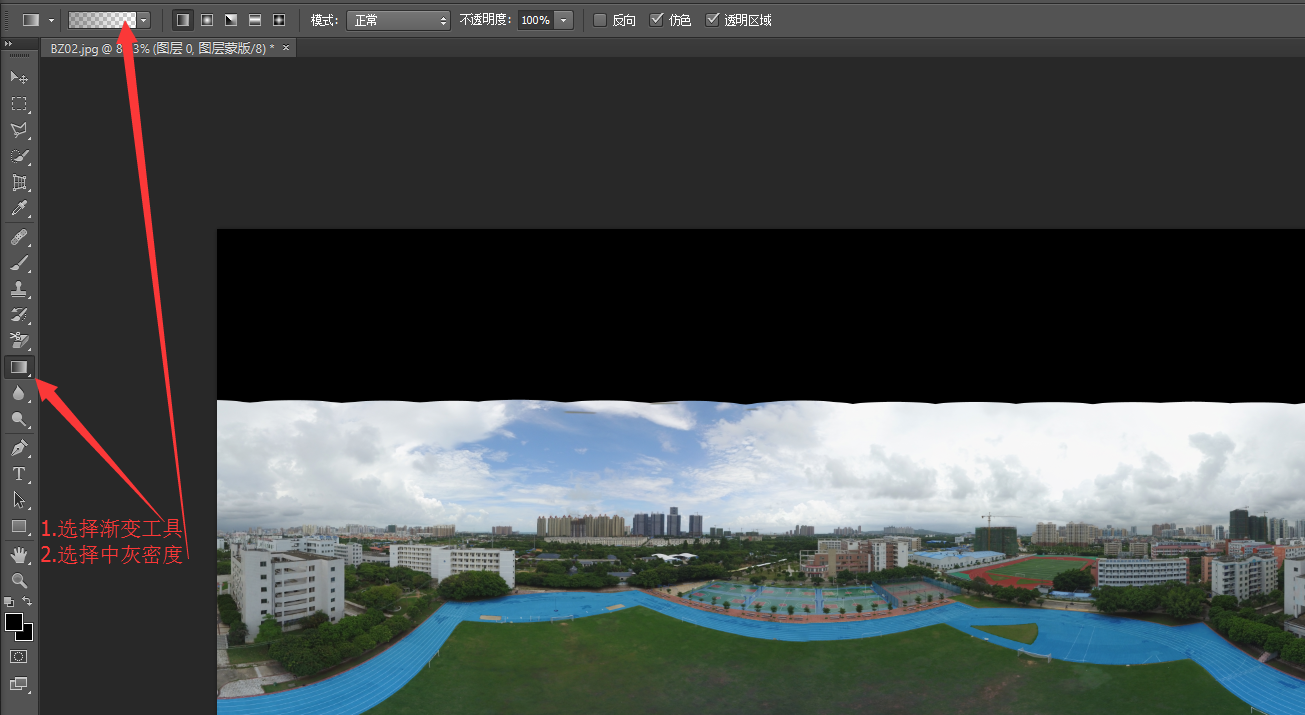 模式: 正常 不透明度: 100% 反向 仿色 透明区域
BZ02.jpg @ 8 3% (图层 0, 图层蒙版/8) * ×
T
1.选择渐变工具
2.选择中灰密度